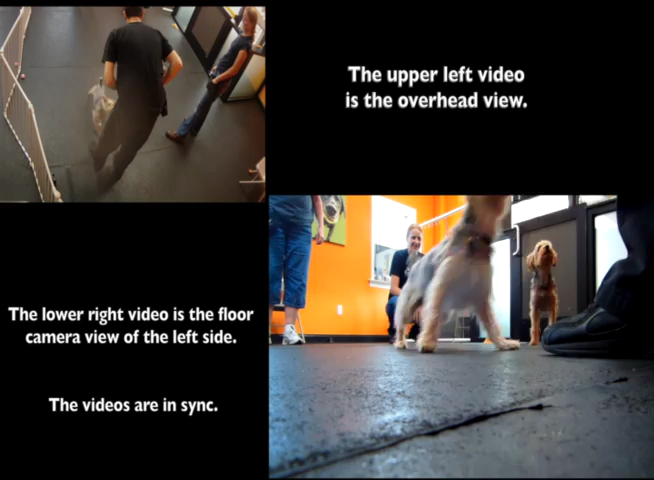 The upper left video
is the overhead view.
The lower right video is the floor
camera view of the left side.
The videos are in sync.